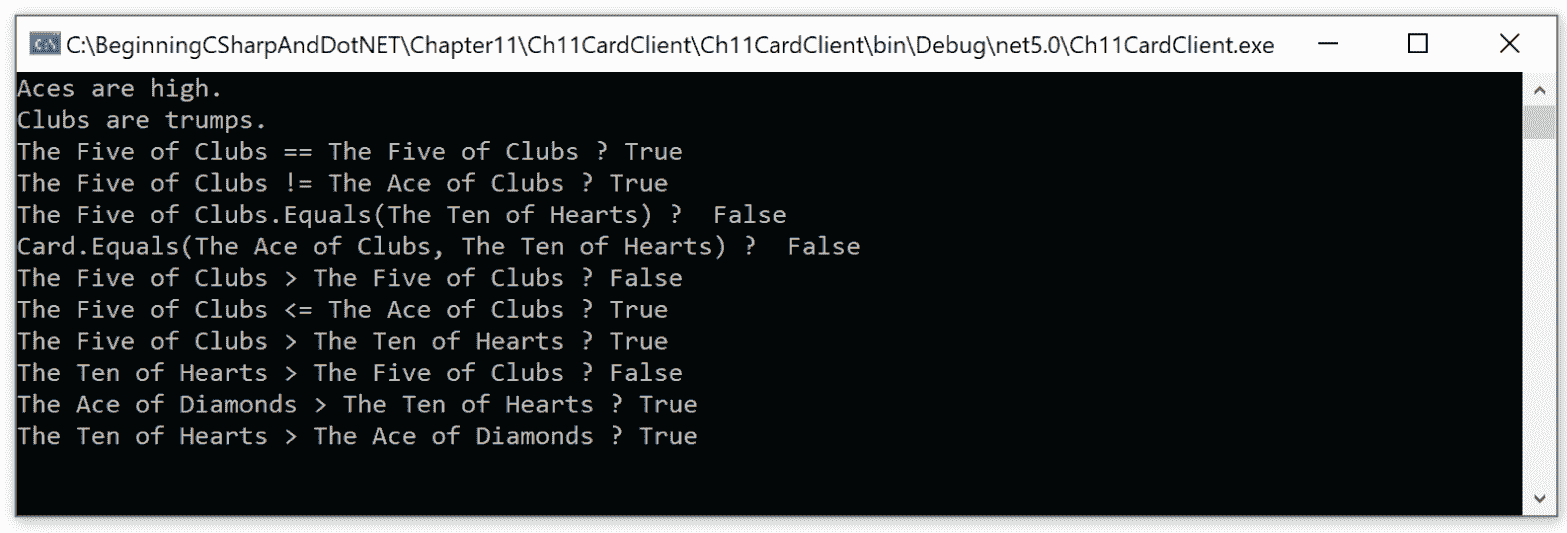 C:\BeginningCSharpAndDotNET\Chapter11\Ch11CardClient\Ch11CardClient\bin\Debug\net5.0\Ch11CardClient.exe
Aces are high.
Clubs are trumps.
The Five of Clubs == The Five of Clubs ? True
The Five of Clubs != The Ace of Clubs ? True
The Five of Clubs.Equals(The Ten of Hearts) ?  False
Card.Equals(The Ace of Clubs, The Ten of Hearts) ?  False
The Five of Clubs > The Five of Clubs ? False
The Five of Clubs <= The Ace of Clubs ? True
The Five of Clubs > The Ten of Hearts ? True
The Ten of Hearts > The Five of Clubs ? False
The Ace of Diamonds > The Ten of Hearts ? True
The Ten of Hearts > The Ace of Diamonds ? True